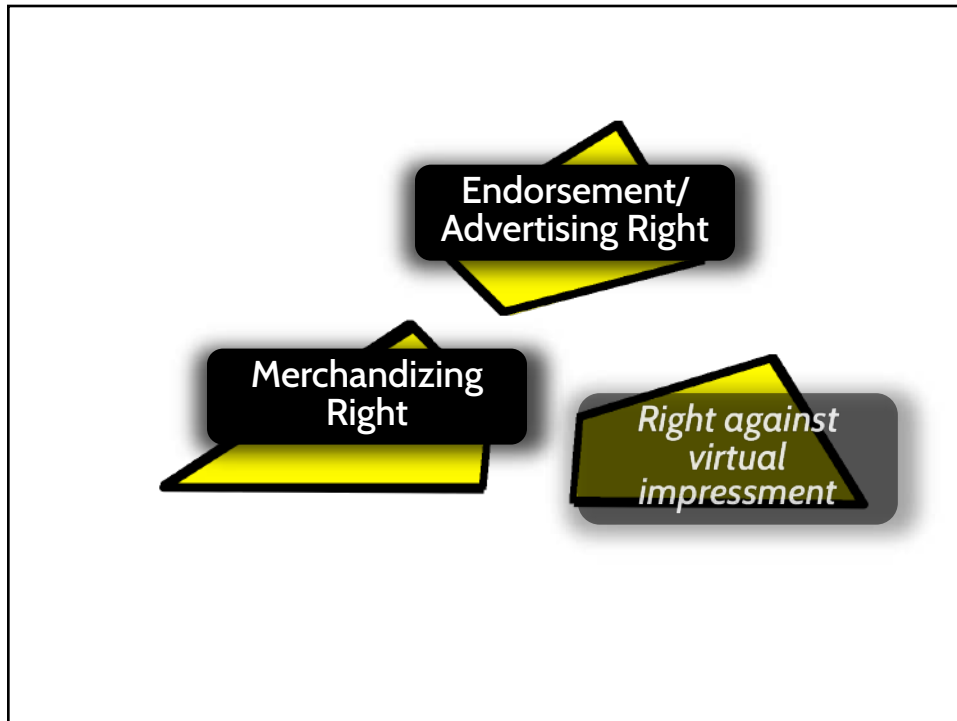 Endorsement/
Advertising Right
Merchandizing
Right
Right against
virtual
impressment